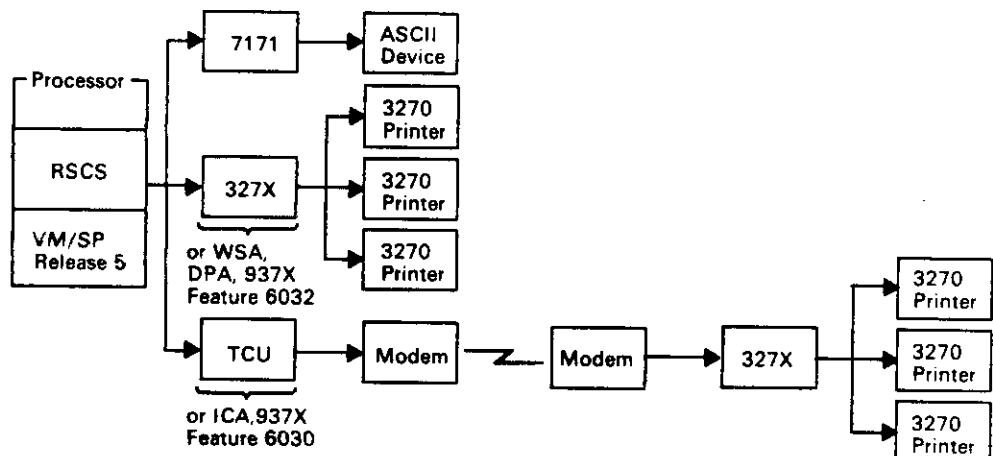 Processor
RSCS
VM/SP
Release 5
7171
ASCII
Device
327X
or WSA,
DPA, 937X
Feature 6032
3270
Printer
3270
Printer
3270
Printer
TCU
or ICA,937X
Feature 6030
Modem
Modem
327X
3270
Printer
3270
Printer
3270
Printer